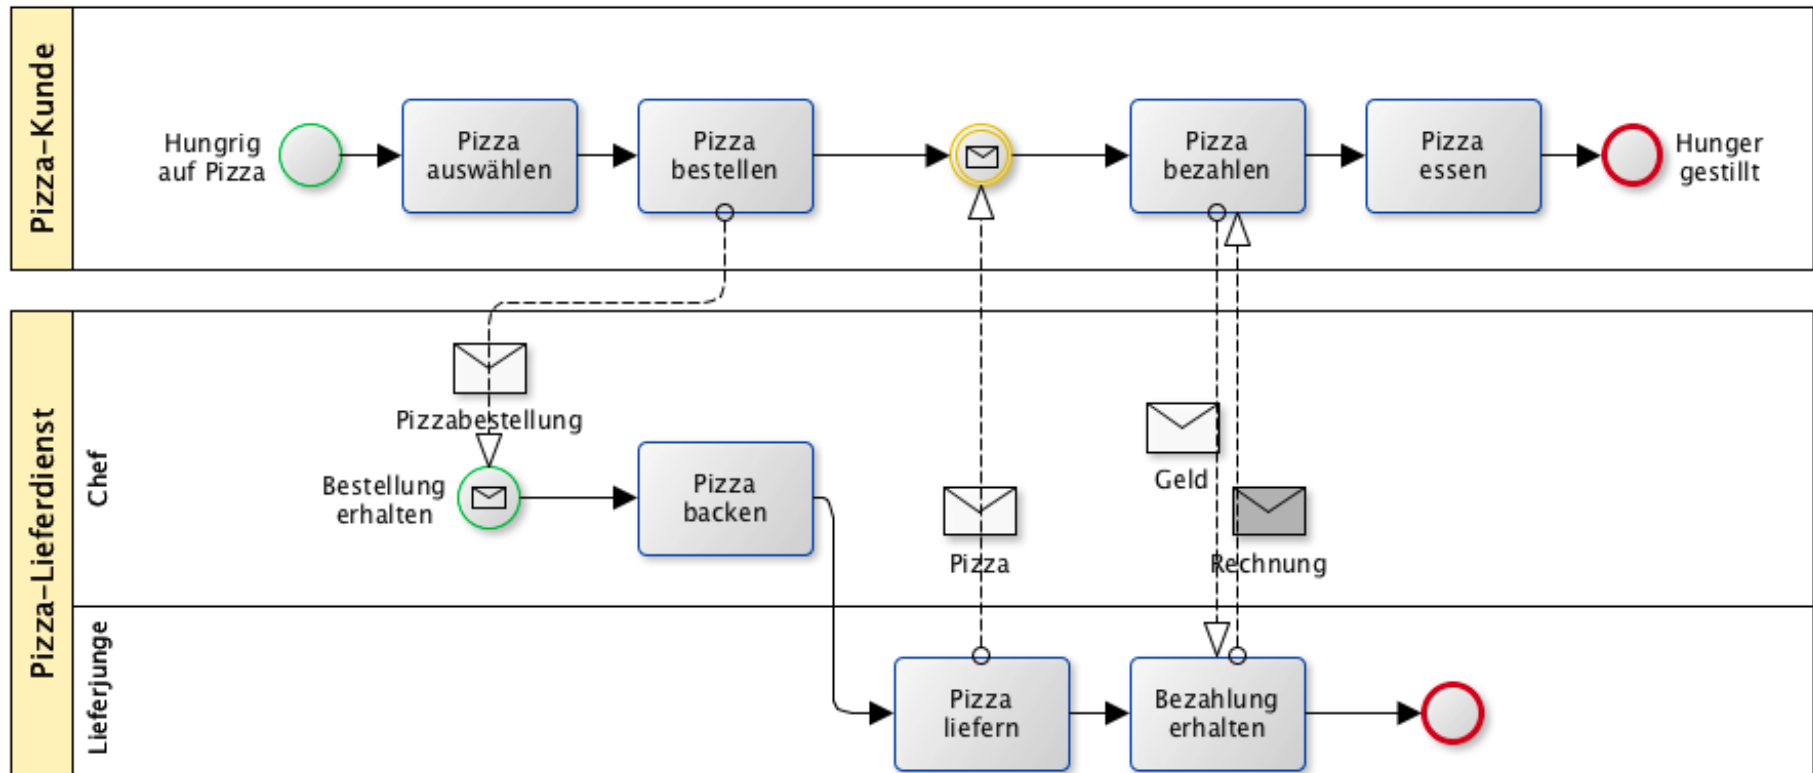 Pizza-Kunde
Hungrig
auf Pizza
Pizza
auswählen
Pizza
bestellen
Pizza
bezahlen
Pizza
essen
Hunger
gestillt
Pizza-Lieferdienst
Chef
Pizzabestellung
Bestellung
erhalten
Pizza
backen
Pizza
Geld
Rechnung
Lieferjunge
Pizza
liefern
Bezahlung
erhalten